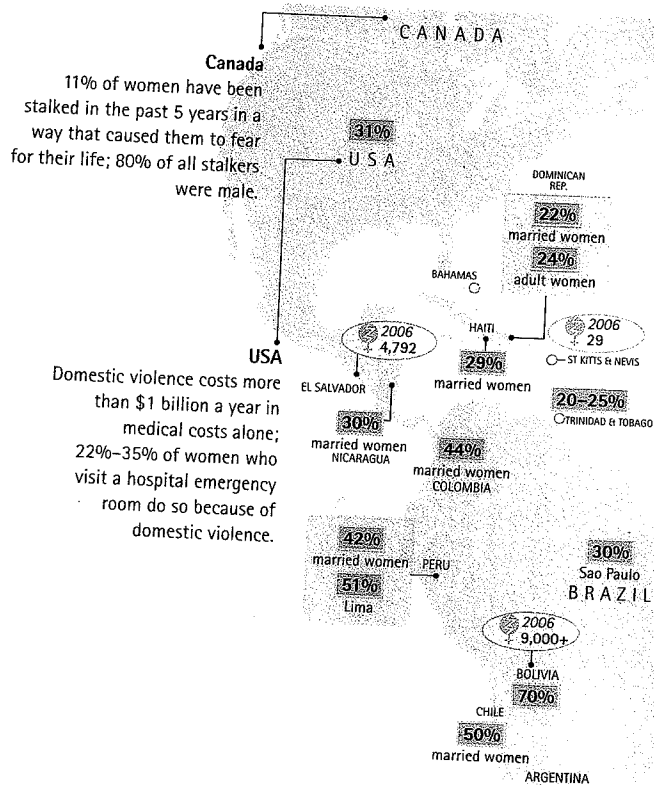 CANADA
Canada
11% of women have been
stalked in the past 5 years in a
way that caused them to fear
for their life; 80% of all stalkers
were male.
31%
USA
DOMINICAN
REP.
22%
married women
24%
adult women
BAHAMAS
HAITI
29%
married women
2006
29
ST KITTS & NEVIS
20–25%
TRINIDAD & TOBAGO
2006
4,792
EL SALVADOR
USA
Domestic violence costs more
than $1 billion a year in
medical costs alone;
22%–35% of women who
visit a hospital emergency
room do so because of
domestic violence.
30%
married women
NICARAGUA
44%
married women
COLOMBIA
42%
married women
51%
Lima
PERU
30%
Sao Paulo
BRAZIL
2006
9,000+
BOLIVIA
70%
CHILE
50%
married women
ARGENTINA